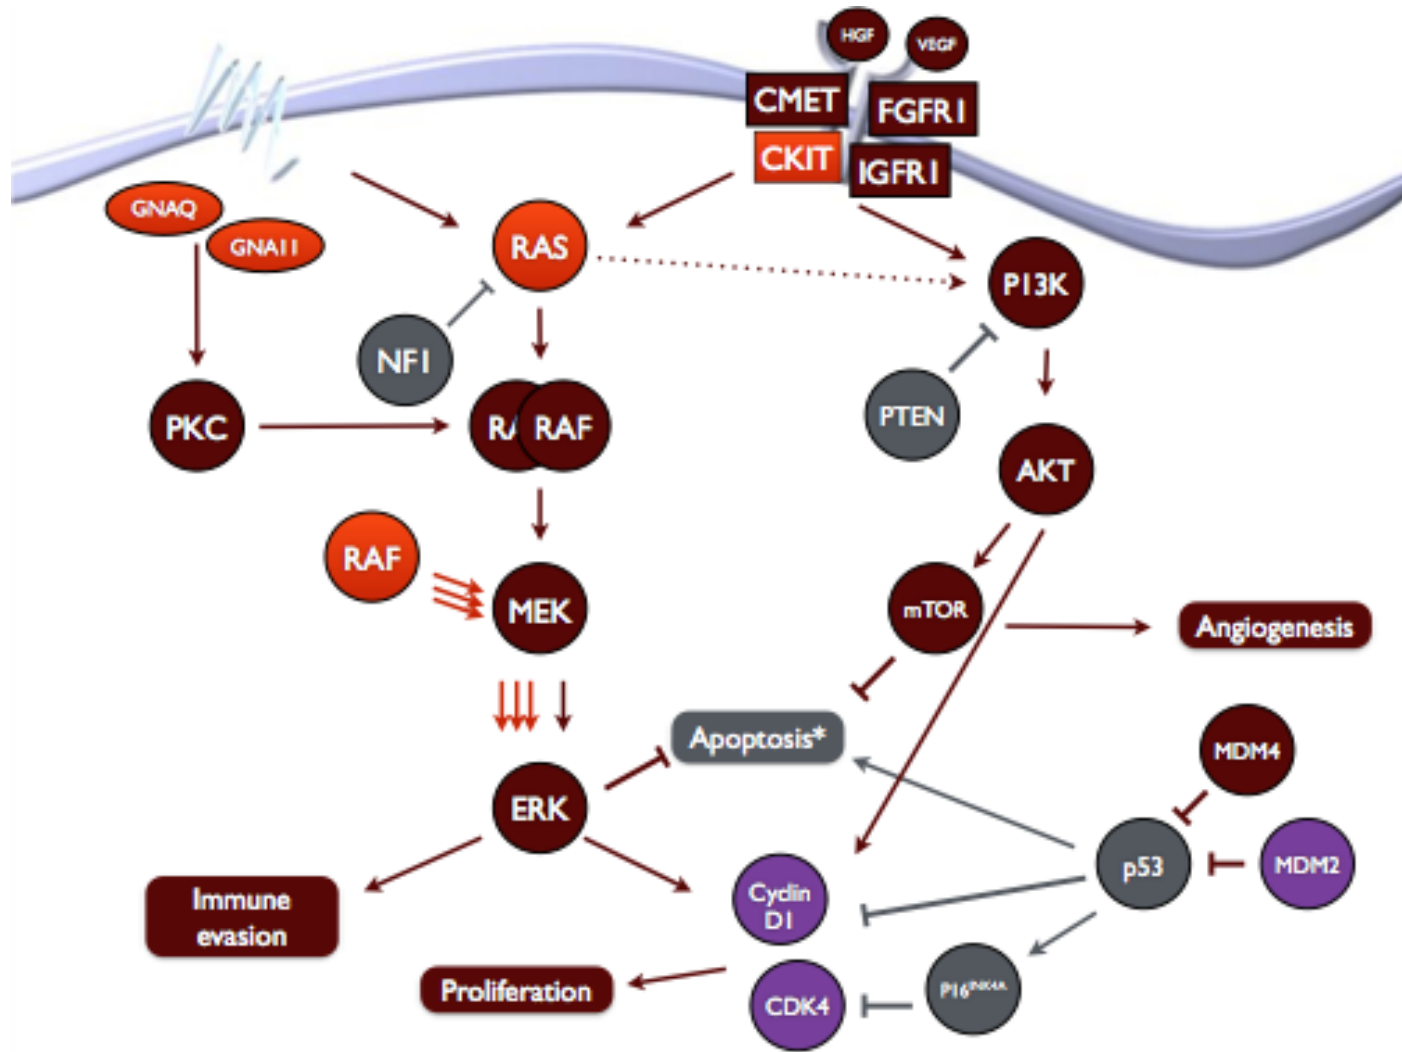 HGF
VEGF
CMET
FGFR1
CKIT
IGFR1
GNAQ
GNA11
RAS
PI3K
NF1
PTEN
PKC
RAF
AKT
RAF
MEK
mTOR
Angiogenesis
Apoptosis*
MDM4
ERK
p53
MDM2
Immune
evasion
Cyclin
D1
Proliferation
CDK4
P16INK4A